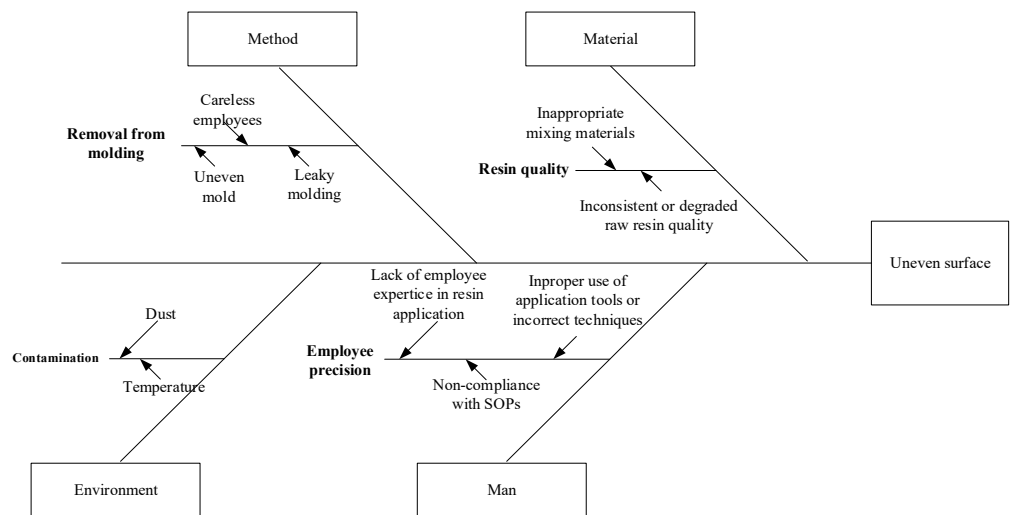 Method
Material
Careless
employees
Removal from
molding
Uneven
mold
Leaky
molding
Inappropriate
mixing materials
Resin quality
Inconsistent or degraded
raw resin quality
Uneven surface
Dust
Contamination
Temperature
Lack of employee
expertice in resin
application
Inproper use of
application tools or
incorrect techniques
Employee
precision
Non-compliance
with SOPs
Environment
Man